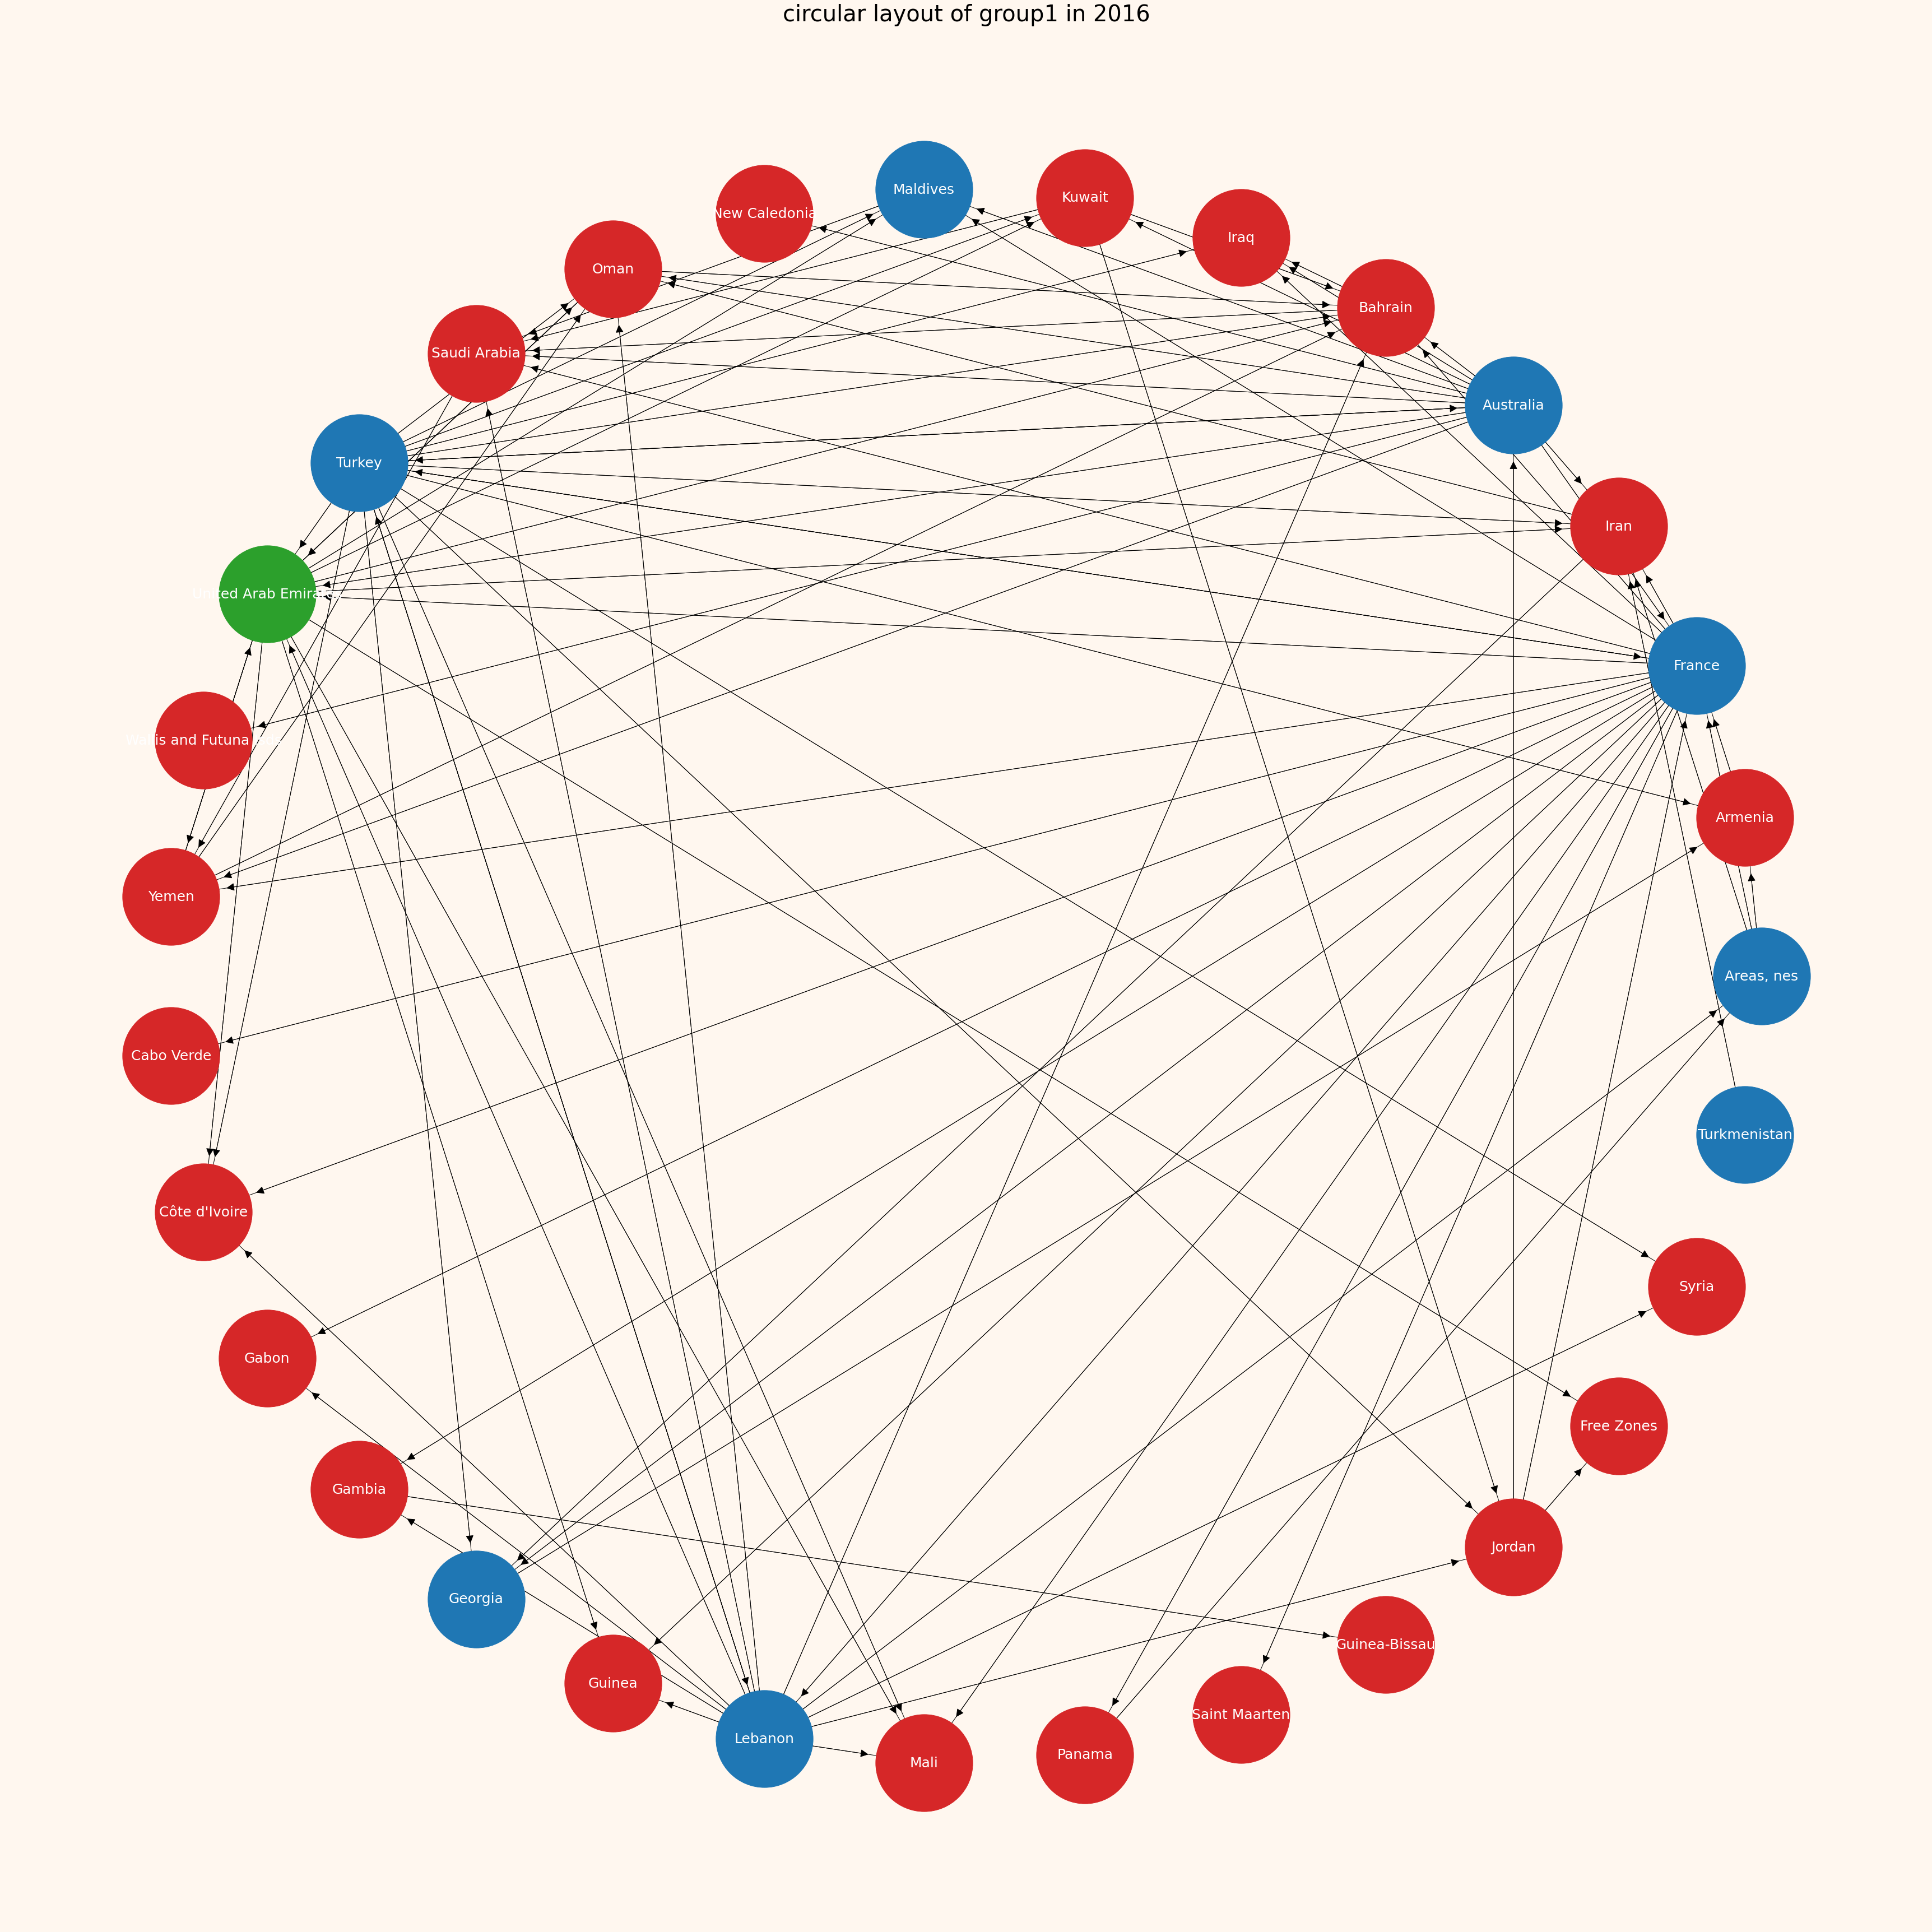 circular layout of group1 in 2016
Maldives
Kuwait
New Caledonia
Iraq
Oman
Bahrain
Saudi Arabia
Australia
Turkey
Iran
United Arab Emirates
France
Wallis and Futuna
Armenia
Yemen
Areas, nes
Cabo Verde
Turkmenistan
Côte d'Ivoire
Syria
Gabon
Free Zones
Gambia
Jordan
Georgia
Guinea-Bissau
Guinea
Saint Maarten
Lebanon
Panama
Mali